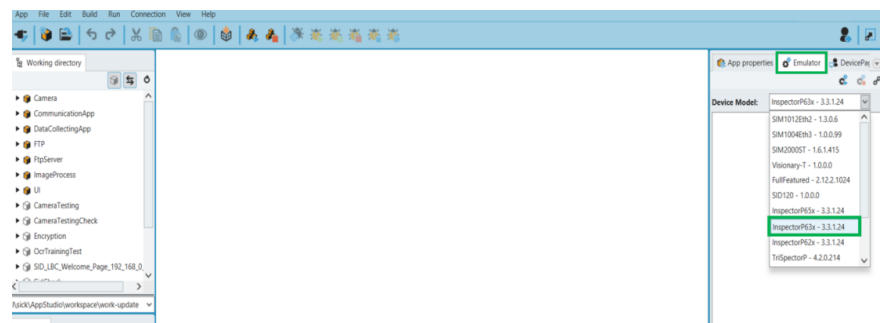 App File Edit Build Run Connection View Help
Working directory
App properties Emulator
Device Model: InspectorP63x - 3.3.1.24
Camera
CommunicationApp
DataCollectingApp
FTP
FtpServer
ImageProcess
UI
CameraTesting
CameraTestingCheck
Encryption
OcrTrainingTest
SID_LBC_Welcome_Page_192_168_0_
\sick\AppStudio\workspace\work-update
SIM1012Eth2 - 1.3.0.6
SIM1004Eth3 - 1.0.0.99
SIM2000ST - 1.6.1.415
Visionary-T - 1.0.0.0
FullFeatured - 2.12.2.1024
SID120 - 1.0.0.0
InspectorP65x - 3.3.1.24
InspectorP63x - 3.3.1.24
InspectorP62x - 3.3.1.24
TriSpectorP - 4.2.0.214